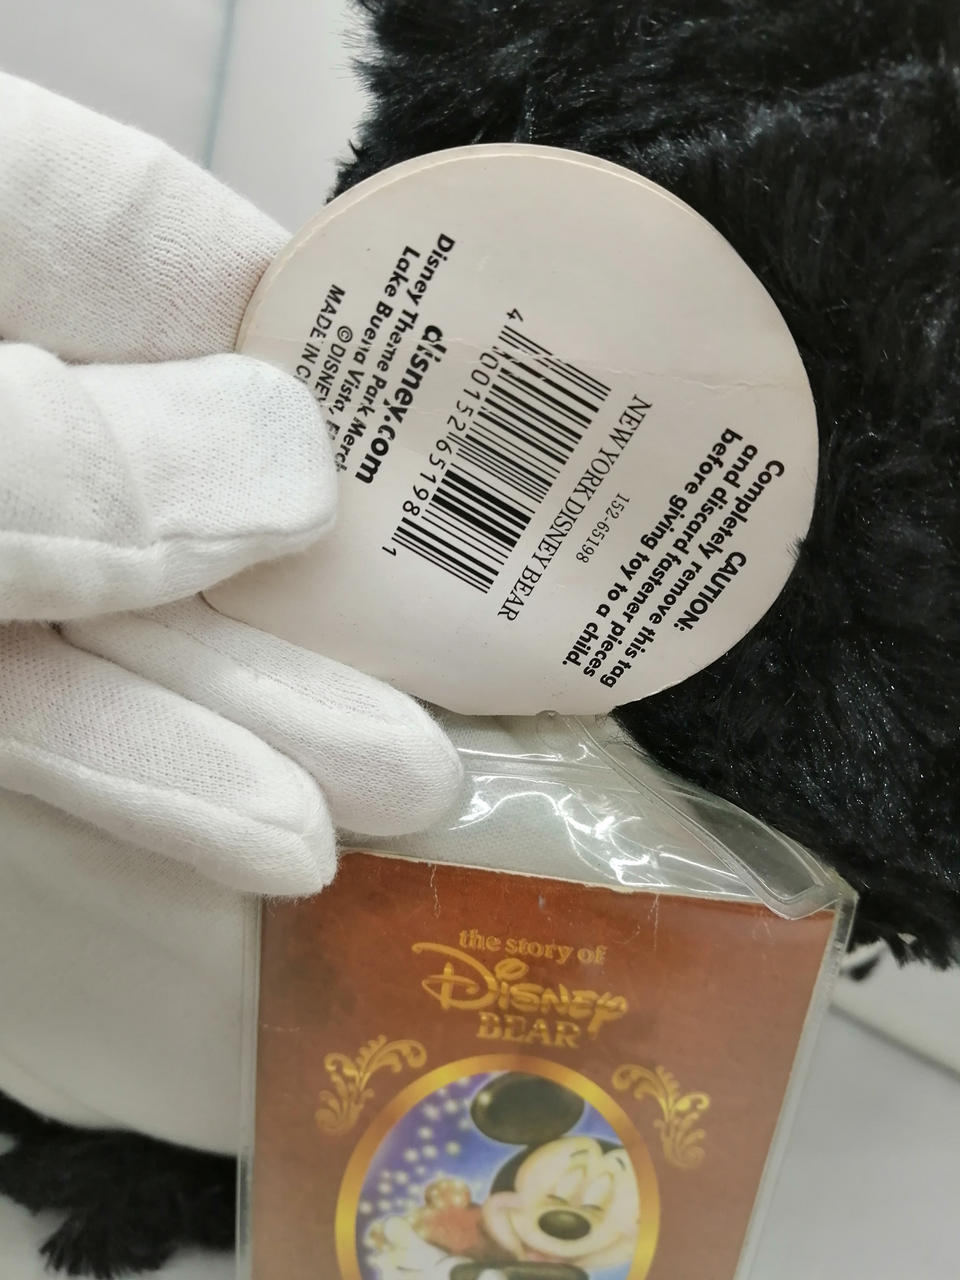 CAUTION:
Completely remove this tag
and discard fastener pieces
before giving toy to a child.
152-65198
NEW YORK DISNEY BEAR
4 00152 65198 1
disney.com
Disney Theme Park Merch
Lake Buena Vista,
© DISNEY
MADE IN
the story of
Disney
BEAR